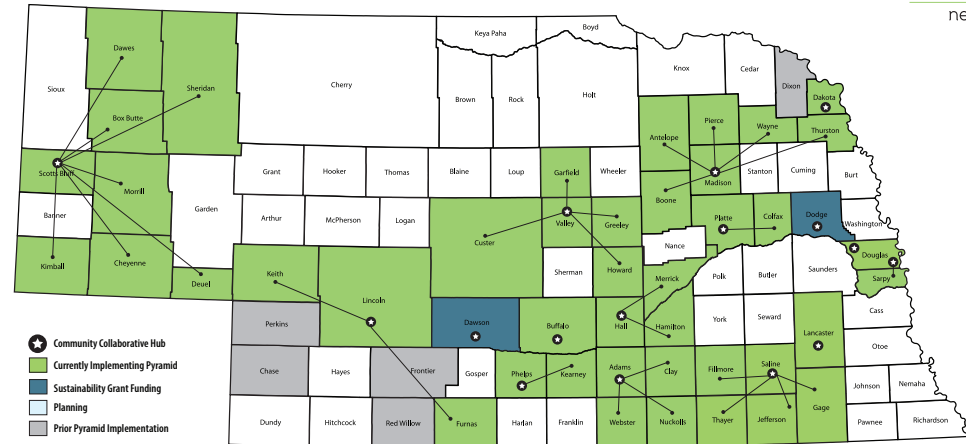 ne
Keya Paha
Boyd
Dawes
Knox
Cedar
Dixon
Sioux
Sheridan
Cherry
Brown
Rock
Holt
Dakota
Box Butte
Pierce
Wayne
Antelope
Thurston
Scotts Bluff
Morrill
Garden
Grant
Hooker
Thomas
Blaine
Loup
Garfield
Wheeler
Boone
Madison
Stanton
Cuming
Burt
Banner
Arthur
McPherson
Logan
Custer
Valley
Greeley
Platte
Colfax
Dodge
Washington
Nance
Kimball
Cheyenne
Deuel
Keith
Sherman
Howard
Polk
Butler
Saunders
Douglas
Sarpy
Merrick
Lincoln
Perkins
Dawson
Buffalo
Hall
Hamilton
York
Seward
Lancaster
Cass
Otoe
Chase
Hayes
Frontier
Gosper
Phelps
Kearney
Adams
Clay
Fillmore
Saline
Johnson
Nemaha
Dundy
Hitchcock
Red Willow
Furnas
Harlan
Franklin
Webster
Nuckolls
Thayer
Jefferson
Gage
Pawnee
Richardson
Community Collaborative Hub
Currently Implementing Pyramid
Sustainability Grant Funding
Planning
Prior Pyramid Implementation